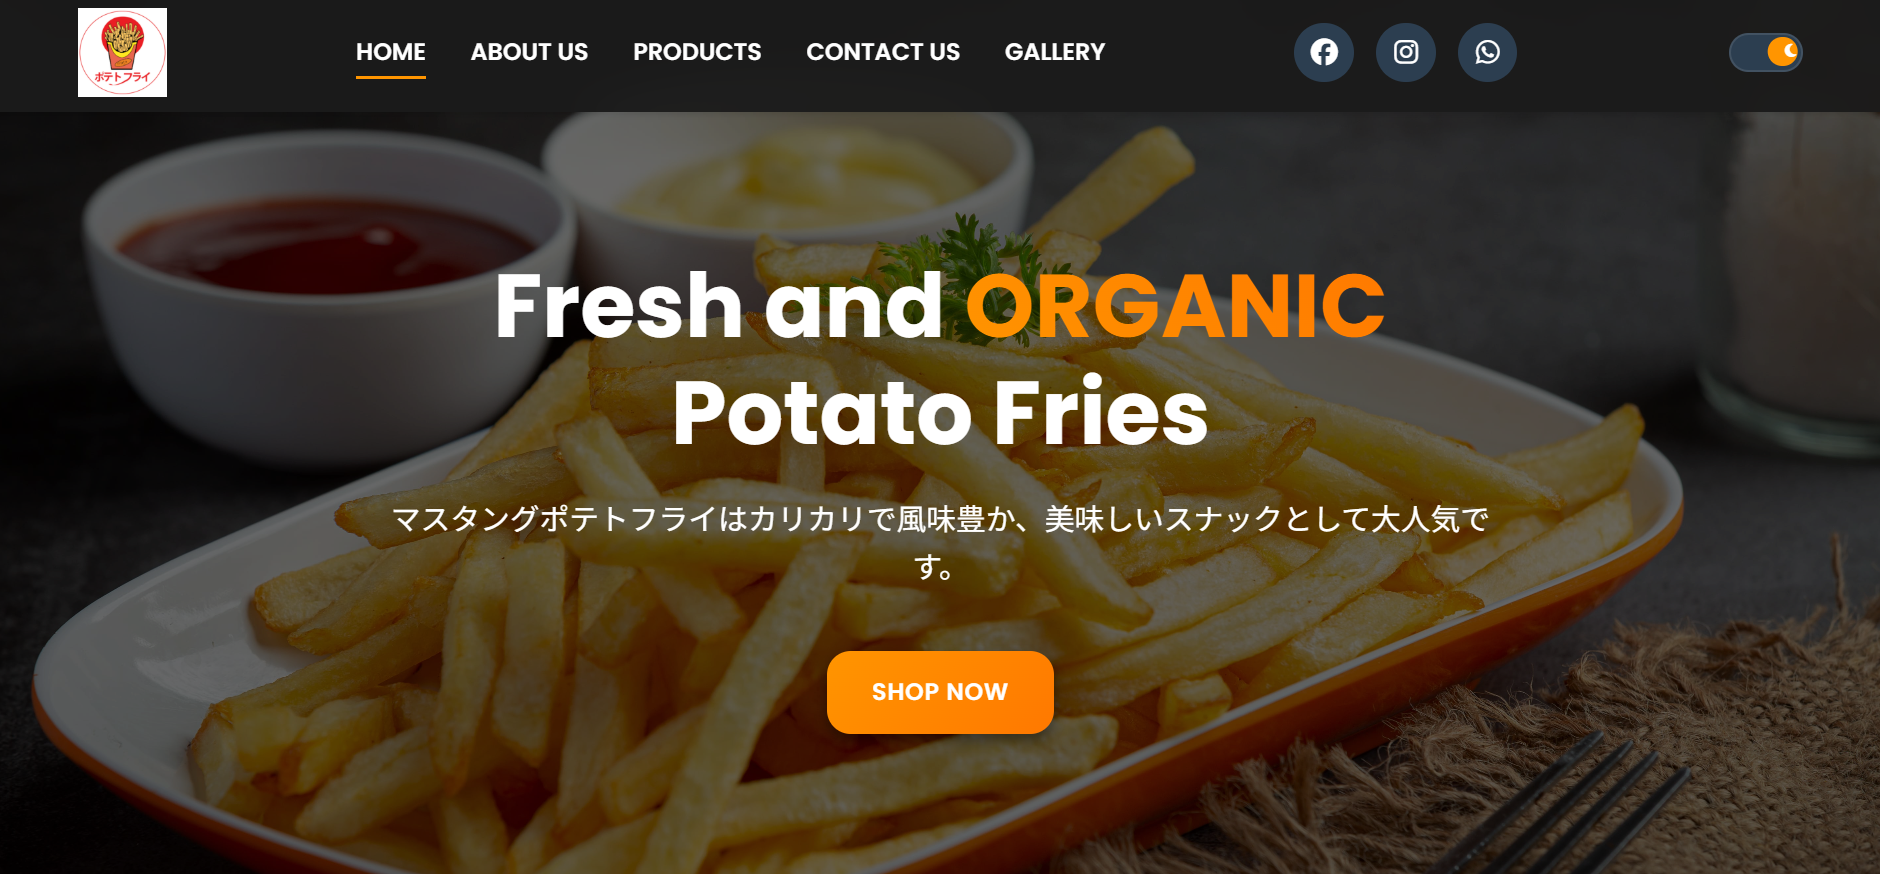 ポテトフライ
HOME ABOUT US PRODUCTS CONTACT US GALLERY
Fresh and ORGANIC
Potato Fries
マスタングポテトフライはカリカリで風味豊か、美味しいスナックとして大人気で
す。
SHOP NOW